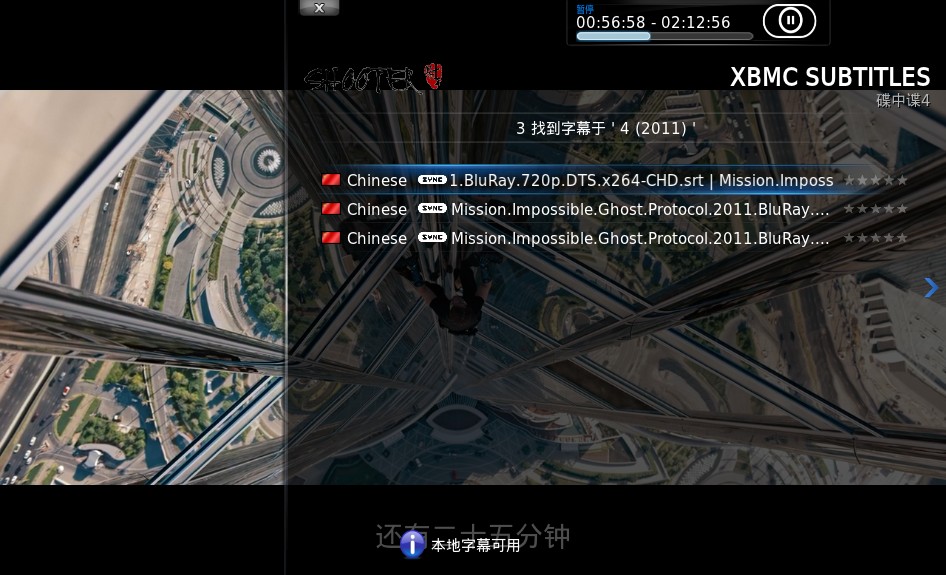 x
暂停
00:56:58 - 02:12:56
SHOOTER
XBMC SUBTITLES
碟中谍4
3 找到字幕于 ' 4 (2011) '
Chinese SYNC 1.BluRay.720p.DTS.x264-CHD.srt | Mission.Imposs
Chinese SYNC Mission.Impossible.Ghost.Protocol.2011.BluRay....
Chinese SYNC Mission.Impossible.Ghost.Protocol.2011.BluRay....
还有二十五分钟
i 本地字幕可用